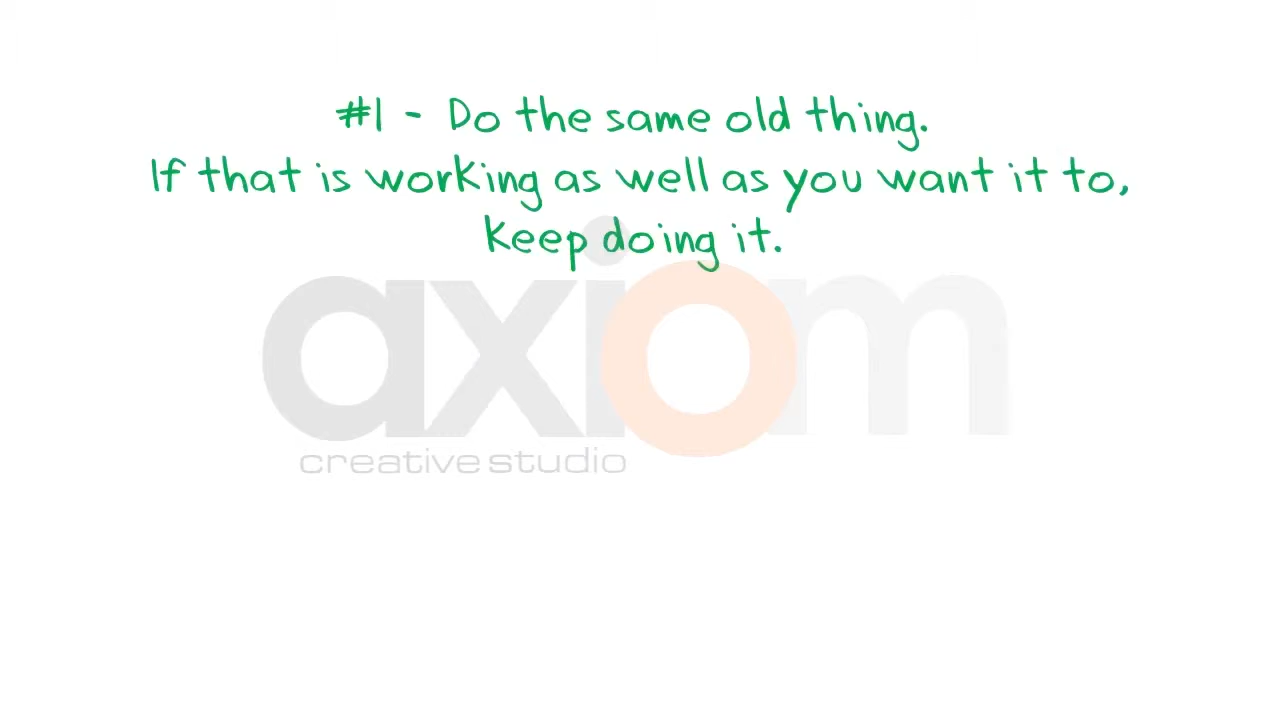 #1 - Do the same old thing.
If that is working as well as you want it to,
keep doing it.
axiom
creative studio